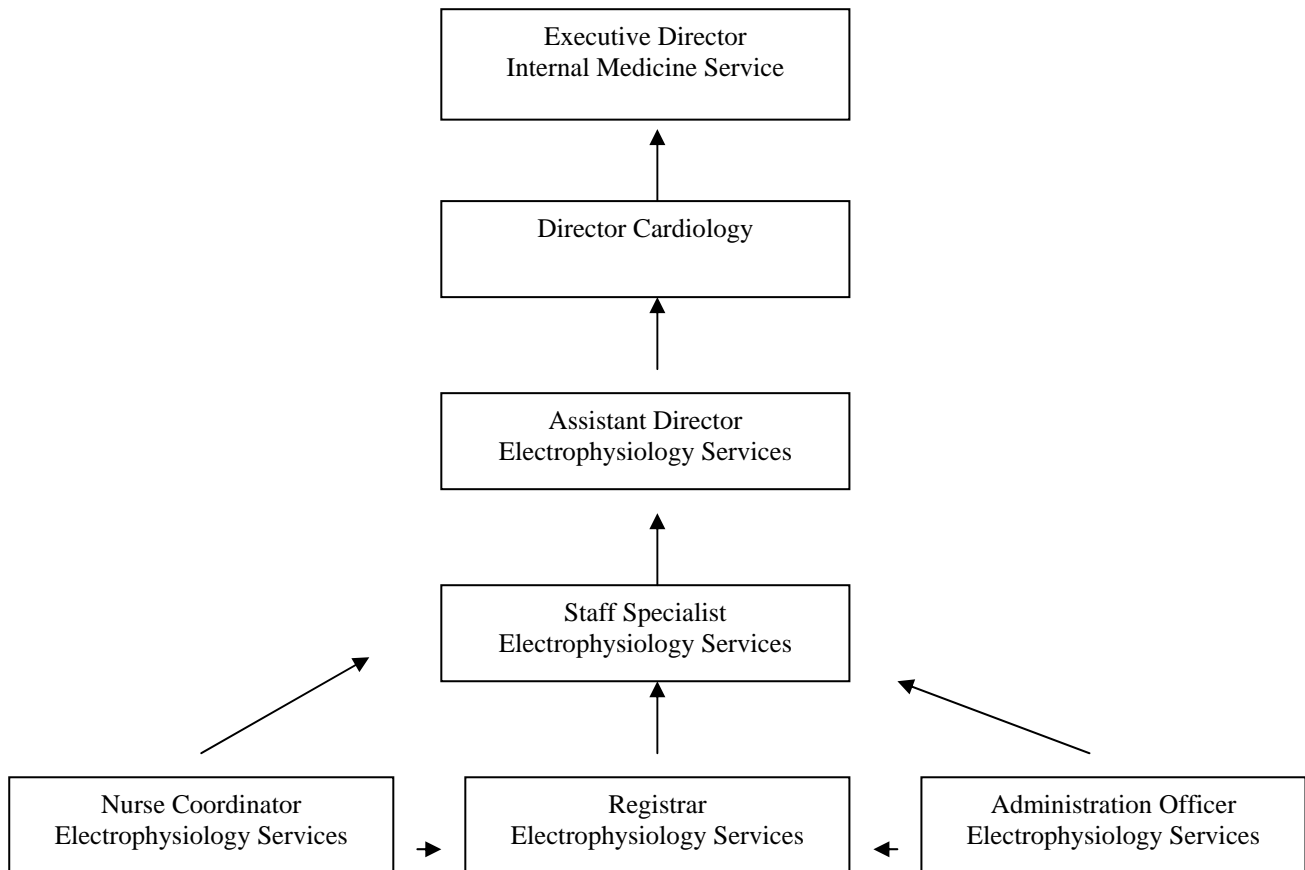 Executive Director
Internal Medicine Service
Director Cardiology
Assistant Director
Electrophysiology Services
Staff Specialist
Electrophysiology Services
Nurse Coordinator
Electrophysiology Services
Registrar
Electrophysiology Services
Administration Officer
Electrophysiology Services